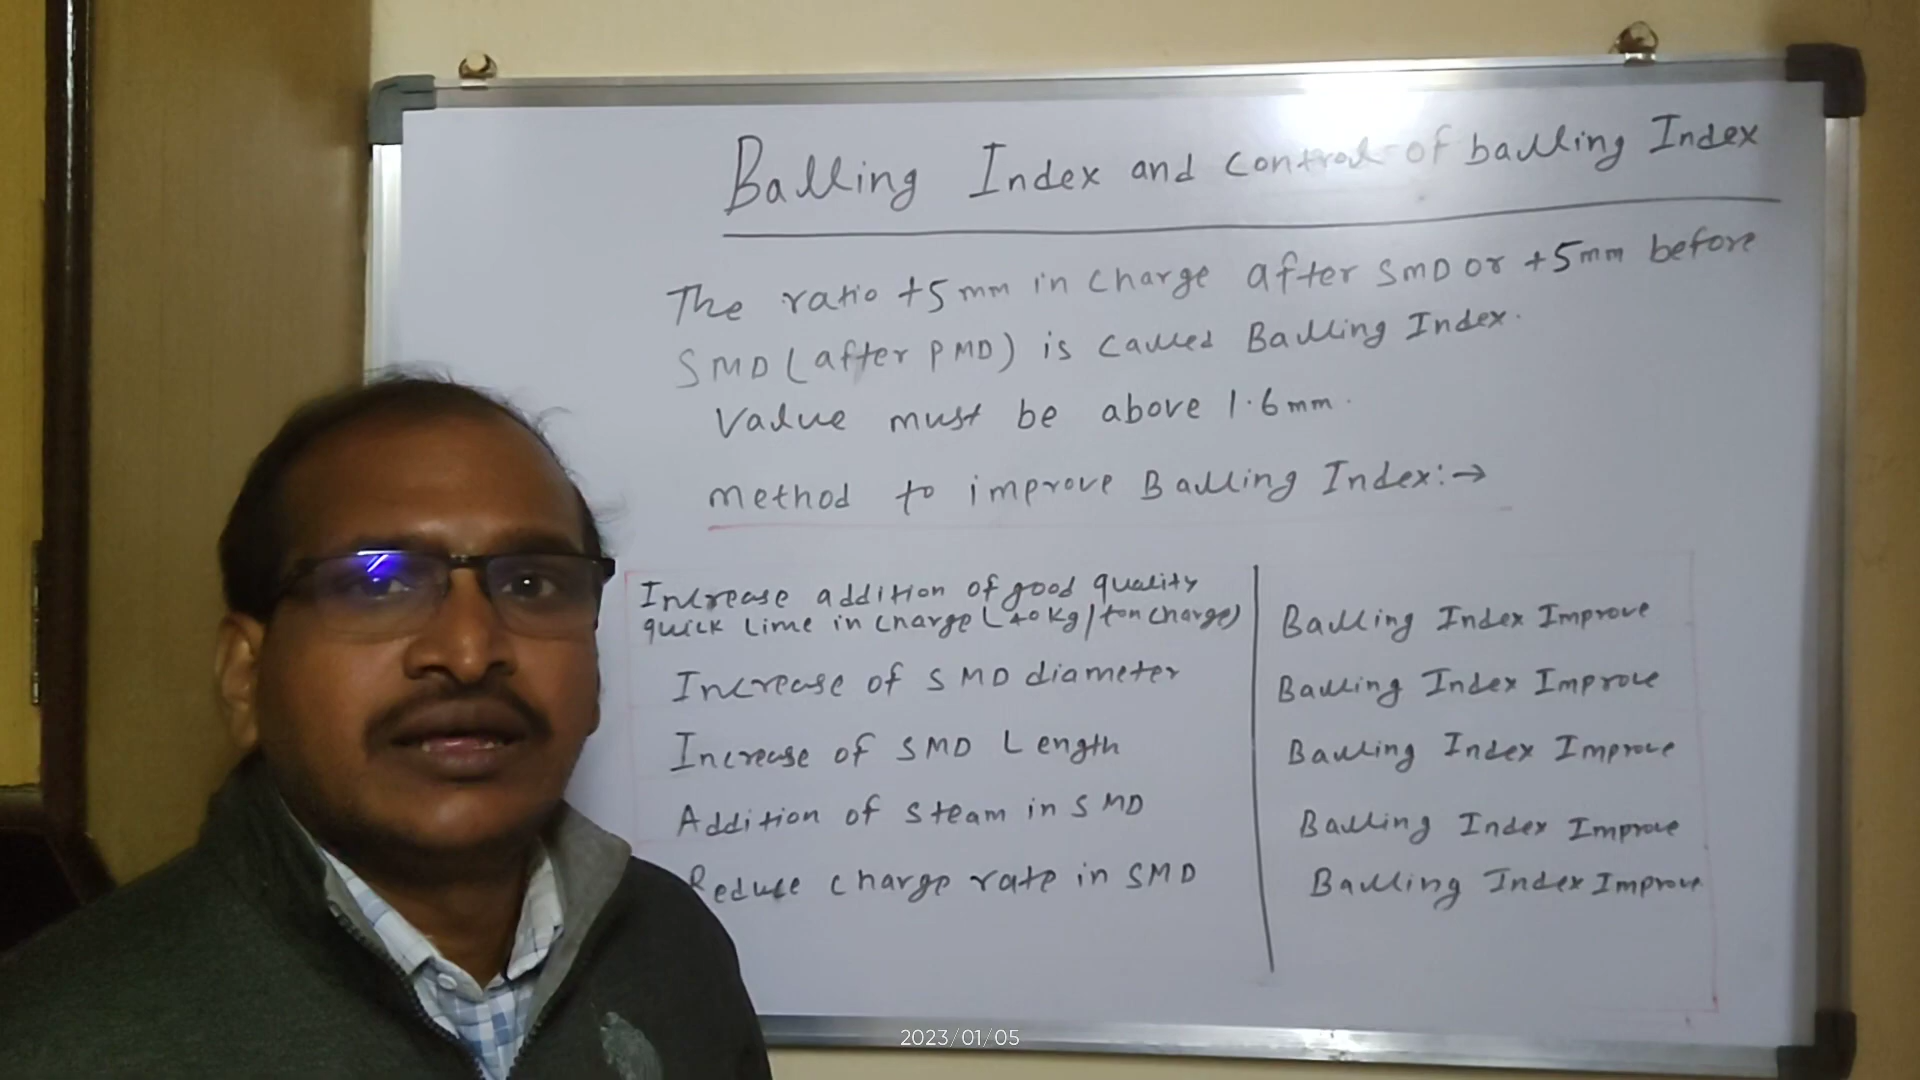 Balling Index and control of balling Index
The ratio +5mm in charge after SMD or +5mm before
SMD (after PMD) is called Balling Index.
Value must be above 1.6mm.
method to improve Balling Index:→
Increase addition of good quality
quick lime in charge (40kg/ton charge)
Balling Index Improve
Increase of SMD diameter
Balling Index Improve
Increase of SMD Length
Balling Index Improve
Addition of steam in SMD
Balling Index Improve
Reduce charge rate in SMD
Balling Index Improve
2023/01/05